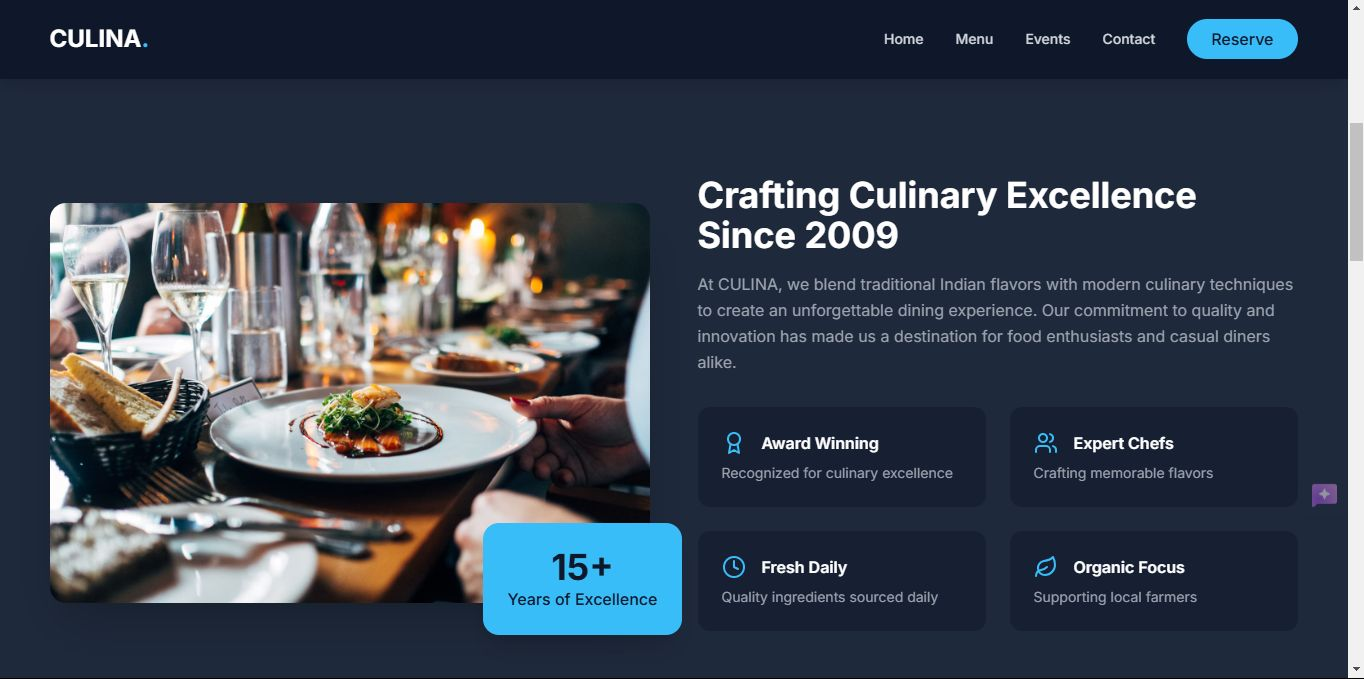 CULINA.
Home
Menu
Events
Contact
Reserve
Crafting Culinary Excellence
Since 2009
At CULINA, we blend traditional Indian flavors with modern culinary techniques
to create an unforgettable dining experience. Our commitment to quality and
innovation has made us a destination for food enthusiasts and casual diners
alike.
Award Winning
Recognized for culinary excellence
Expert Chefs
Crafting memorable flavors
Fresh Daily
Quality ingredients sourced daily
Organic Focus
Supporting local farmers
15+
Years of Excellence